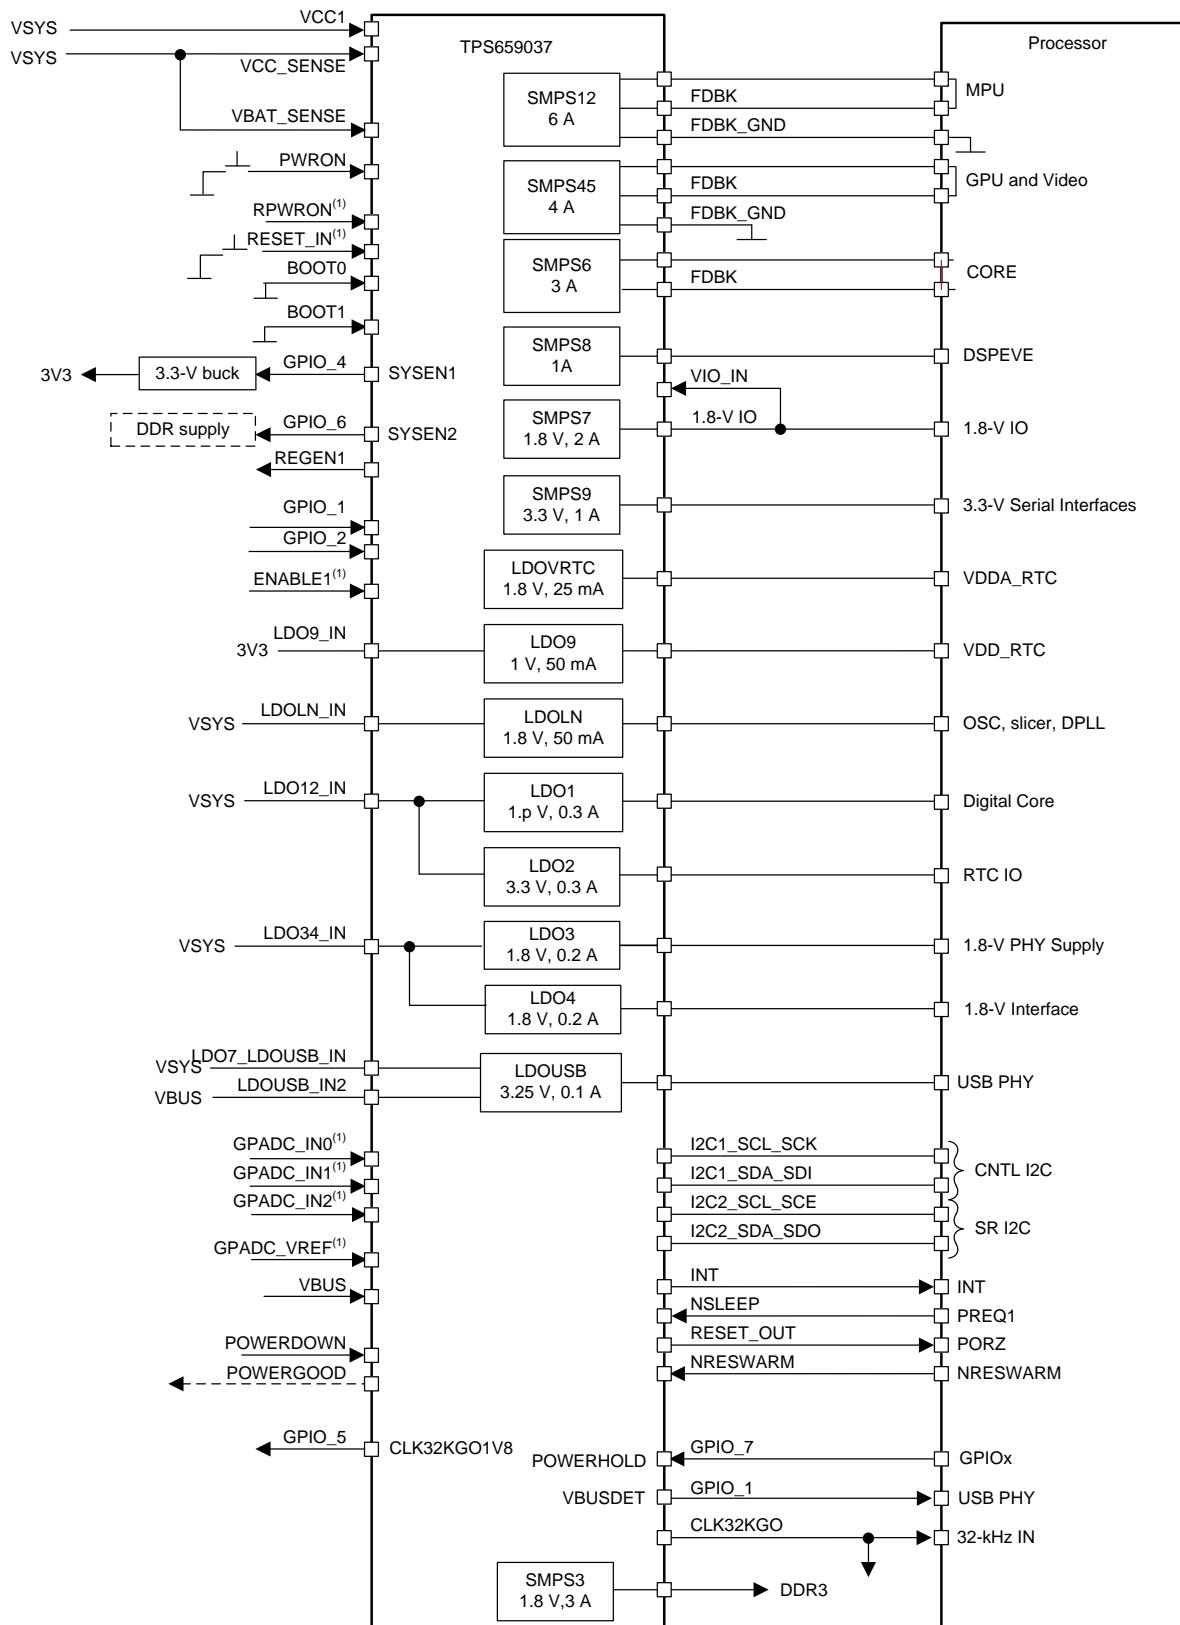 VCC1
VSYS
VSYS
VCC_SENSE
VBAT_SENSE
PWRON
RPWRON(1)
RESET_IN(1)
BOOT0
BOOT1
GPIO_4
SYSEN1
3V3
3.3-V buck
GPIO_6
SYSEN2
DDR supply
REGEN1
GPIO_1
GPIO_2
ENABLE1(1)
LDO9_IN
3V3
LDOLN_IN
VSYS
LDO12_IN
VSYS
LDO34_IN
VSYS
LDO7_LDOUSB_IN
VSYS
LDOUSB_IN2
VBUS
GPADC_IN0(1)
GPADC_IN1(1)
GPADC_IN2(1)
GPADC_VREF(1)
VBUS
POWERDOWN
POWERGOOD
GPIO_5
CLK32KGO1V8
TPS659037
SMPS12
6 A
SMPS45
4 A
SMPS6
3 A
SMPS8
1A
SMPS7
1.8 V, 2 A
SMPS9
3.3 V, 1 A
LDOVRTC
1.8 V, 25 mA
LDO9
1 V, 50 mA
LDOLN
1.8 V, 50 mA
LDO1
1.p V, 0.3 A
LDO2
3.3 V, 0.3 A
LDO3
1.8 V, 0.2 A
LDO4
1.8 V, 0.2 A
LDOUSB
3.25 V, 0.1 A
POWERHOLD
VBUSDET
SMPS3
1.8 V,3 A
FDBK
FDBK_GND
FDBK
FDBK_GND
FDBK
VIO_IN
1.8-V IO
I2C1_SCL_SCK
I2C1_SDA_SDI
I2C2_SCL_SCE
I2C2_SDA_SDO
INT
NSLEEP
RESET_OUT
NRESWARM
GPIO_7
GPIO_1
CLK32KGO
DDR3
Processor
MPU
GPU and Video
CORE
DSPEVE
1.8-V IO
3.3-V Serial Interfaces
VDDA_RTC
VDD_RTC
OSC, slicer, DPLL
Digital Core
RTC IO
1.8-V PHY Supply
1.8-V Interface
USB PHY
CNTL I2C
SR I2C
INT
PREQ1
PORZ
NRESWARM
GPIOx
USB PHY
32-kHz IN